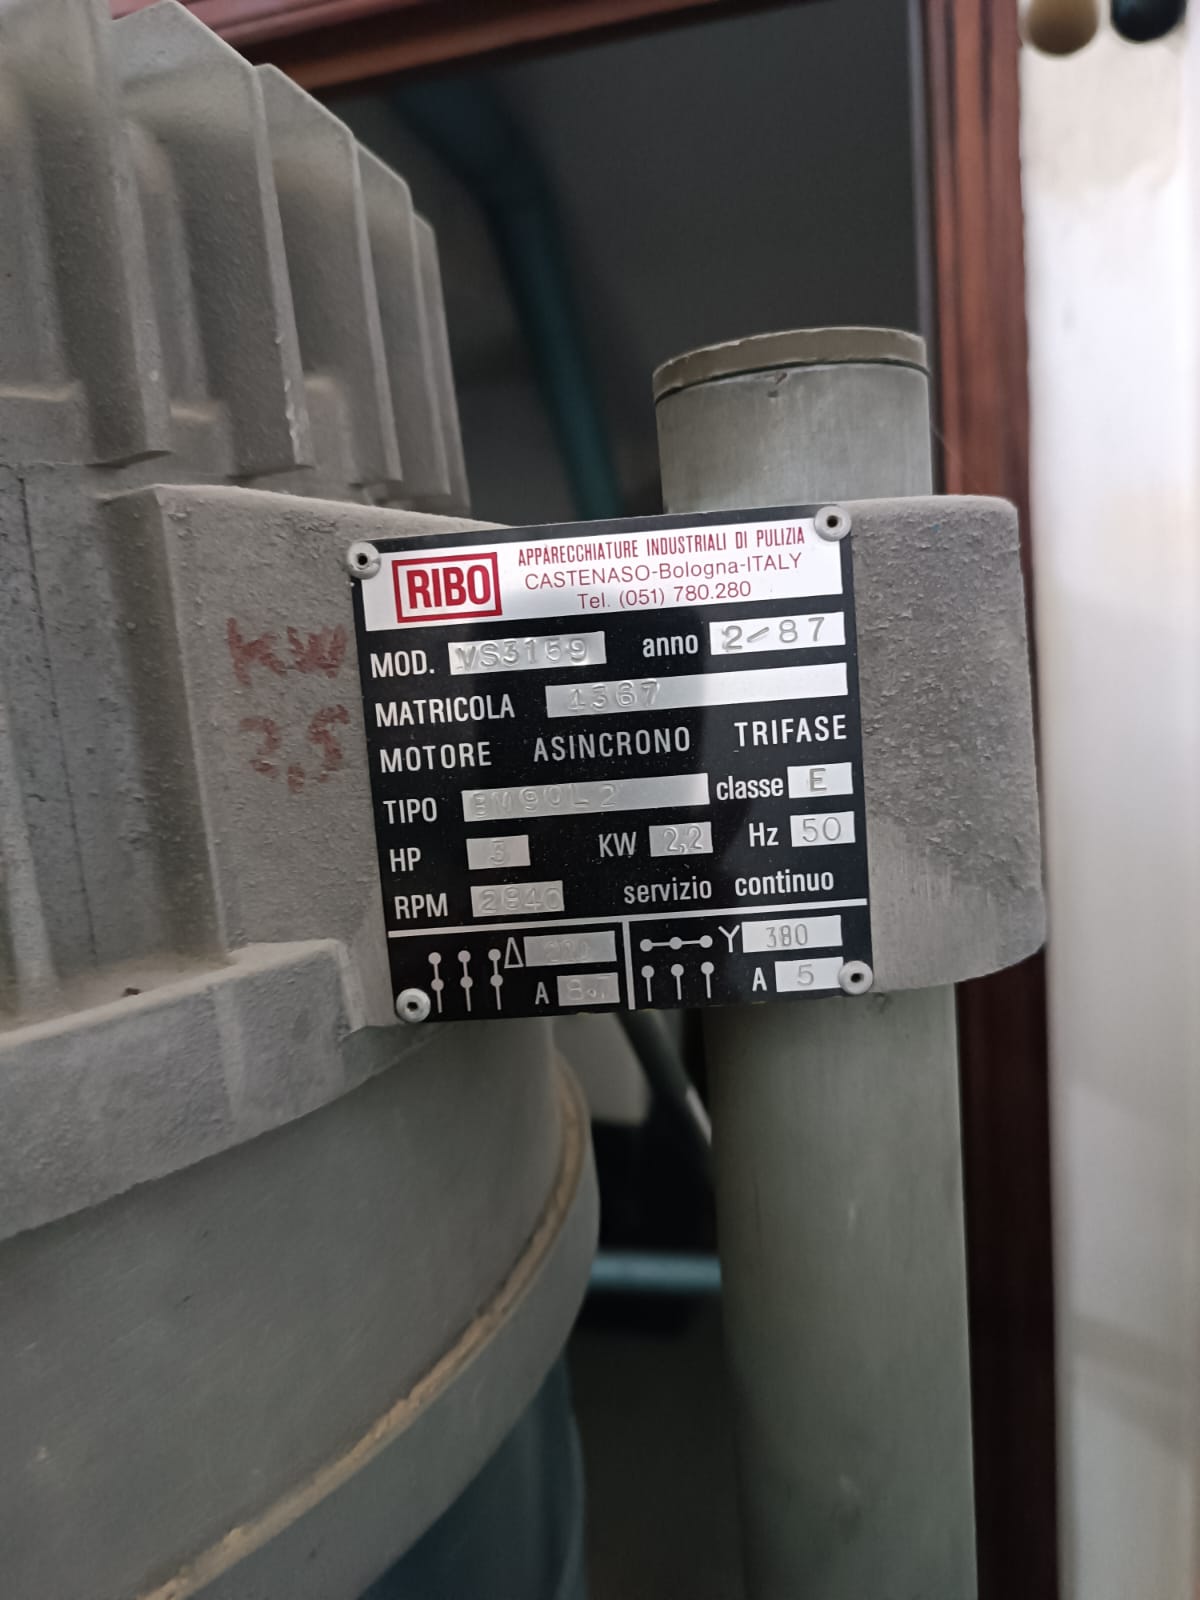 RIBO
APPARECCHIATURE INDUSTRIALI DI PULIZIA
CASTENASO-Bologna-ITALY
Tel. (051) 780.280
MOD. VS3159 anno 2-87
MATRICOLA 4367
MOTORE ASINCRONO TRIFASE
TIPO classe E
HP 3 KW 2,2 Hz 50
RPM 2840 servizio continuo
Δ Y 380
A A 5
KW
2,5